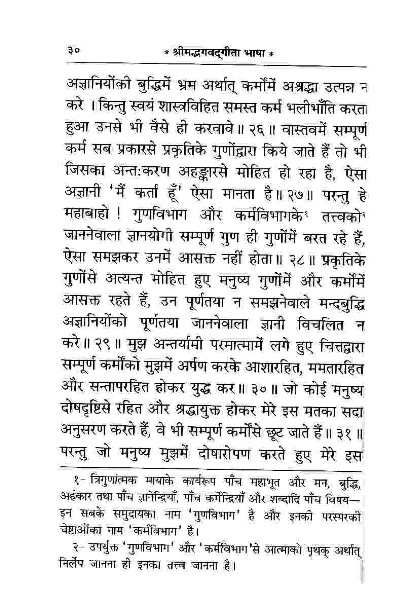 ३० * श्रीमद्भगवद्‌गीता भाषा *
अज्ञानियोंकी बुद्धिमें भ्रम अर्थात् कर्मोंमें अश्रद्धा उत्पन्न न
करे । किन्तु स्वयं शास्त्रविहित समस्त कर्म भलीभाँति करता
हुआ उनसे भी वैसे ही करवावे॥ २६॥ वास्तवमें सम्पूर्ण
कर्म सब प्रकारसे प्रकृतिके गुणोंद्वारा किये जाते हैं तो भी
जिसका अन्त:करण अहङ्कारसे मोहित हो रहा है, ऐसा
अज्ञानी ‘मैं कर्ता हूँ’ ऐसा मानता है॥ २७॥ परन्तु हे
महाबाहो ! गुणविभाग और कर्मविभागके१ तत्त्वको२
जाननेवाला ज्ञानयोगी सम्पूर्ण गुण ही गुणोंमें बरत रहे हैं,
ऐसा समझकर उनमें आसक्त नहीं होता॥ २८॥ प्रकृतिके
गुणोंसे अत्यन्त मोहित हुए मनुष्य गुणोंमें और कर्मोंमें
आसक्त रहते हैं, उन पूर्णतया न समझनेवाले मन्दबुद्धि
अज्ञानियोंको पूर्णतया जाननेवाला ज्ञानी विचलित न
करे॥ २९॥ मुझ अन्तर्यामी परमात्मामें लगे हुए चित्तद्वारा
सम्पूर्ण कर्मोंको मुझमें अर्पण करके आशारहित, ममतारहित
और सन्तापरहित होकर युद्ध कर॥ ३०॥ जो कोई मनुष्य
दोषदृष्टिसे रहित और श्रद्धायुक्त होकर मेरे इस मतका सदा
अनुसरण करते हैं, वे भी सम्पूर्ण कर्मोंसे छूट जाते हैं॥ ३१॥
परन्तु जो मनुष्य मुझमें दोषारोपण करते हुए मेरे इस
१- त्रिगुणात्मक मायाके कार्यरूप पाँच महाभूत और मन, बुद्धि,
अहंकार तथा पाँच ज्ञानेन्द्रियाँ, पाँच कर्मेन्द्रियाँ और शब्दादि पाँच विषय—
इन सबके समुदायका नाम ‘गुणविभाग’ है और इनकी परस्परकी
चेष्टाओंका नाम ‘कर्मविभाग’ है।
२- उपर्युक्त ‘गुणविभाग’ और ‘कर्मविभाग’से आत्माको पृथक् अर्थात्
निर्लेप जानना ही इनका तत्त्व जानना है।